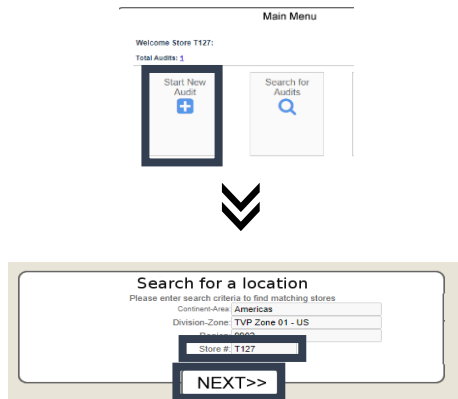 Main Menu
Welcome Store T127:
Total Audits: 1
Start New
Audit
Search for
Audits
Search for a location
Please enter search criteria to find matching stores
Continent-Area: Americas
Division-Zone: TVP Zone 01 - US
Store #: T127
NEXT>>